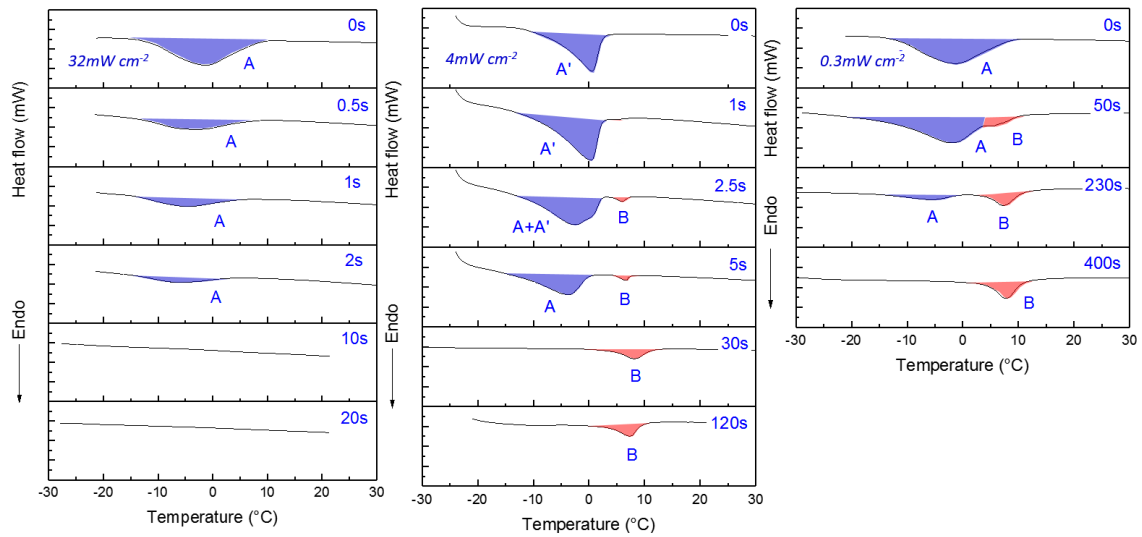 0s
32mW cm-2
A
0.5s
A
1s
A
2s
A
10s
20s
-30 -20 -10 0 10 20 30
Temperature (°C)
Heat flow (mW)
Endo
0s
4mW cm-2
A'
1s
A'
2.5s
A+A'
B
5s
A
B
30s
B
120s
B
-30 -20 -10 0 10 20 30
Temperature (°C)
Heat flow (mW)
Endo
0s
0.3mW cm-2
A
50s
A
B
230s
A
B
400s
B
-30 -20 -10 0 10 20 30
Temperature (°C)
Heat flow (mW)
Endo